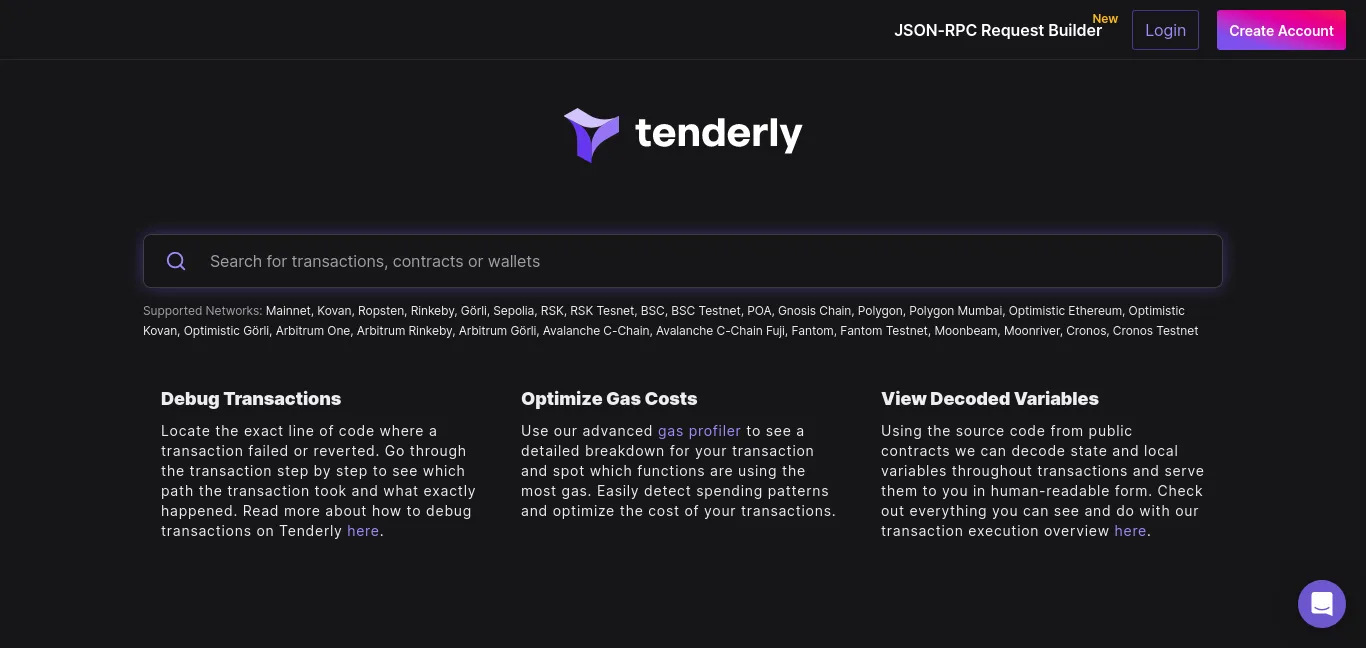 New
JSON-RPC Request Builder
Login
Create Account
tenderly
Search for transactions, contracts or wallets
Supported Networks: Mainnet, Kovan, Ropsten, Rinkeby, Görli, Sepolia, RSK, RSK Tesnet, BSC, BSC Testnet, POA, Gnosis Chain, Polygon, Polygon Mumbai, Optimistic Ethereum, Optimistic
Kovan, Optimistic Görli, Arbitrum One, Arbitrum Rinkeby, Arbitrum Görli, Avalanche C-Chain, Avalanche C-Chain Fuji, Fantom, Fantom Testnet, Moonbeam, Moonriver, Cronos, Cronos Testnet
Debug Transactions
Locate the exact line of code where a
transaction failed or reverted. Go through
the transaction step by step to see which
path the transaction took and what exactly
happened. Read more about how to debug
transactions on Tenderly here.
Optimize Gas Costs
Use our advanced gas profiler to see a
detailed breakdown for your transaction
and spot which functions are using the
most gas. Easily detect spending patterns
and optimize the cost of your transactions.
View Decoded Variables
Using the source code from public
contracts we can decode state and local
variables throughout transactions and serve
them to you in human-readable form. Check
out everything you can see and do with our
transaction execution overview here.